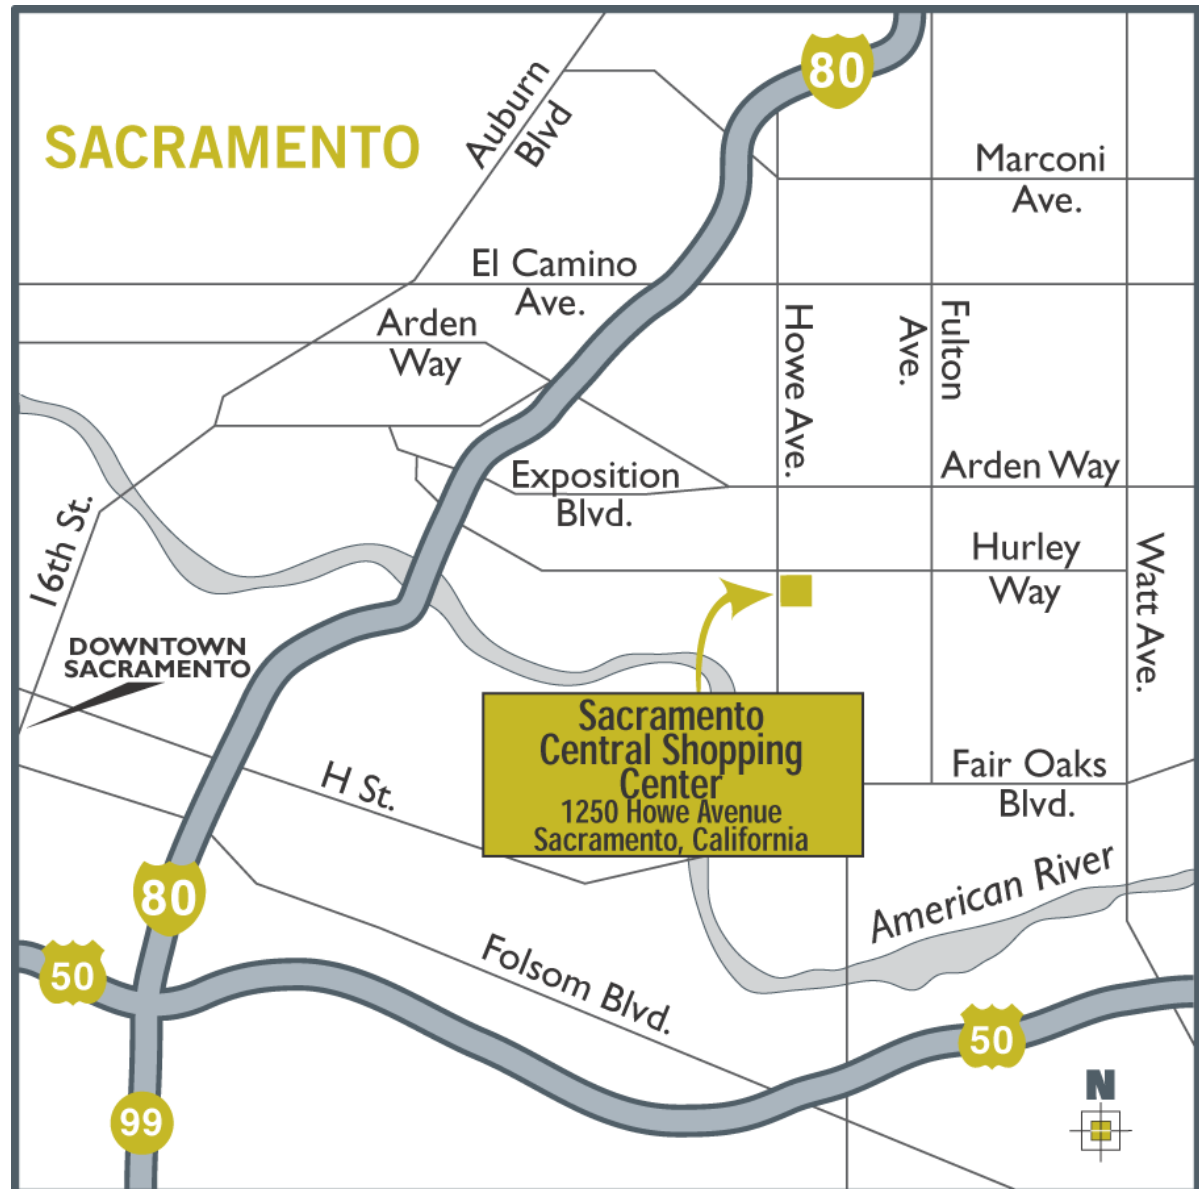 80
Auburn
Blvd
SACRAMENTO
Marconi
Ave.
El Camino
Ave.
Arden
Way
Howe Ave.
Fulton
Ave.
Exposition
Blvd.
Arden Way
16th St.
Hurley
Way
Watt Ave.
DOWNTOWN
SACRAMENTO
Sacramento
Central Shopping
Center
1250 Howe Avenue
Sacramento, California
Fair Oaks
Blvd.
H St.
80
American River
50
Folsom Blvd.
50
99
N